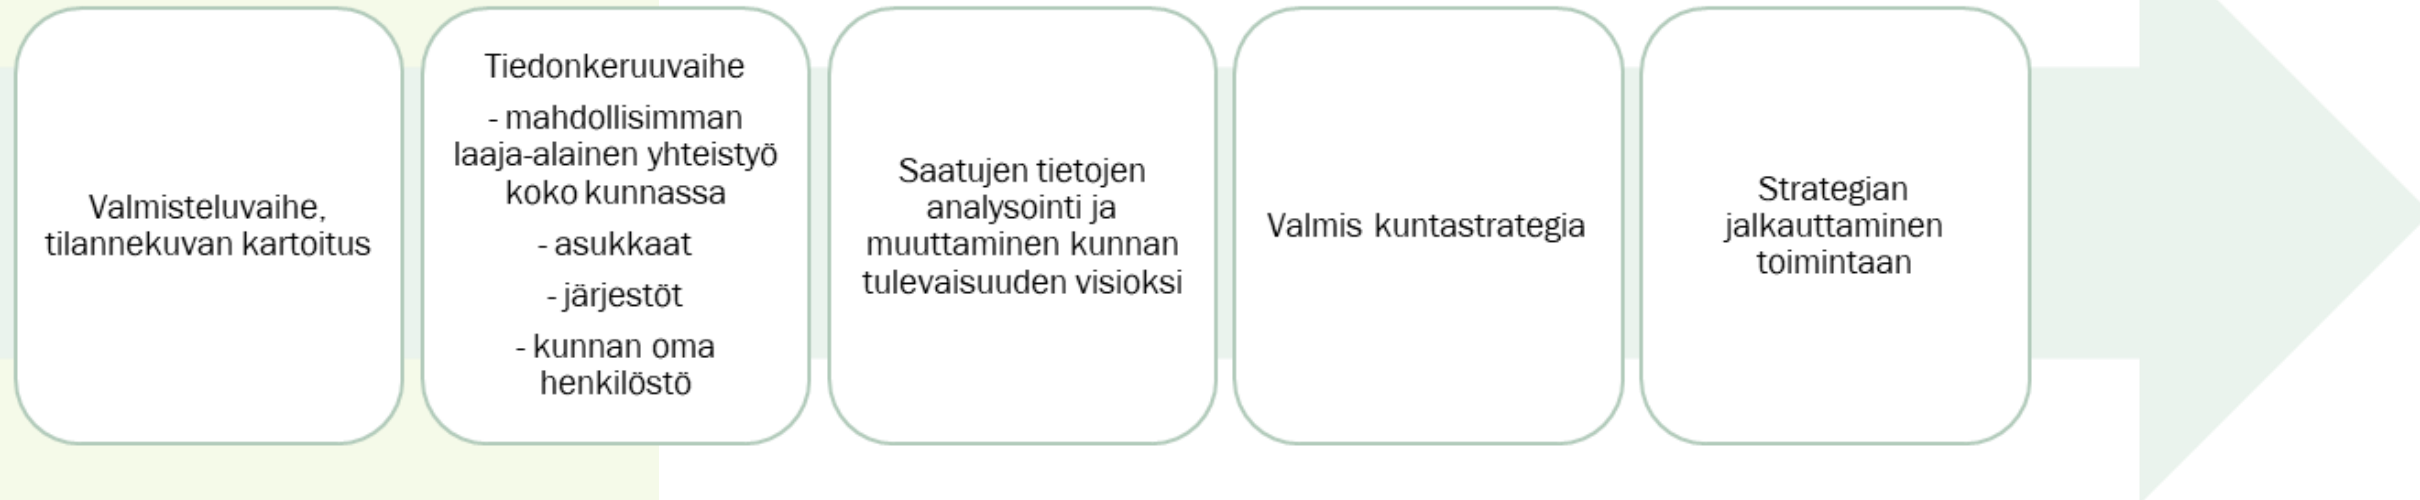 Valmisteluvaihe,
tilannekuvan kartoitus
Tiedonkeruuvaihe
- mahdollisimman
laaja-alainen yhteistyö
koko kunnassa
- asukkaat
- järjestöt
- kunnan oma
henkilöstö
Saatujen tietojen
analysointi ja
muuttaminen kunnan
tulevaisuuden visioksi
Valmis kuntastrategia
Strategian
jalkauttaminen
toimintaan